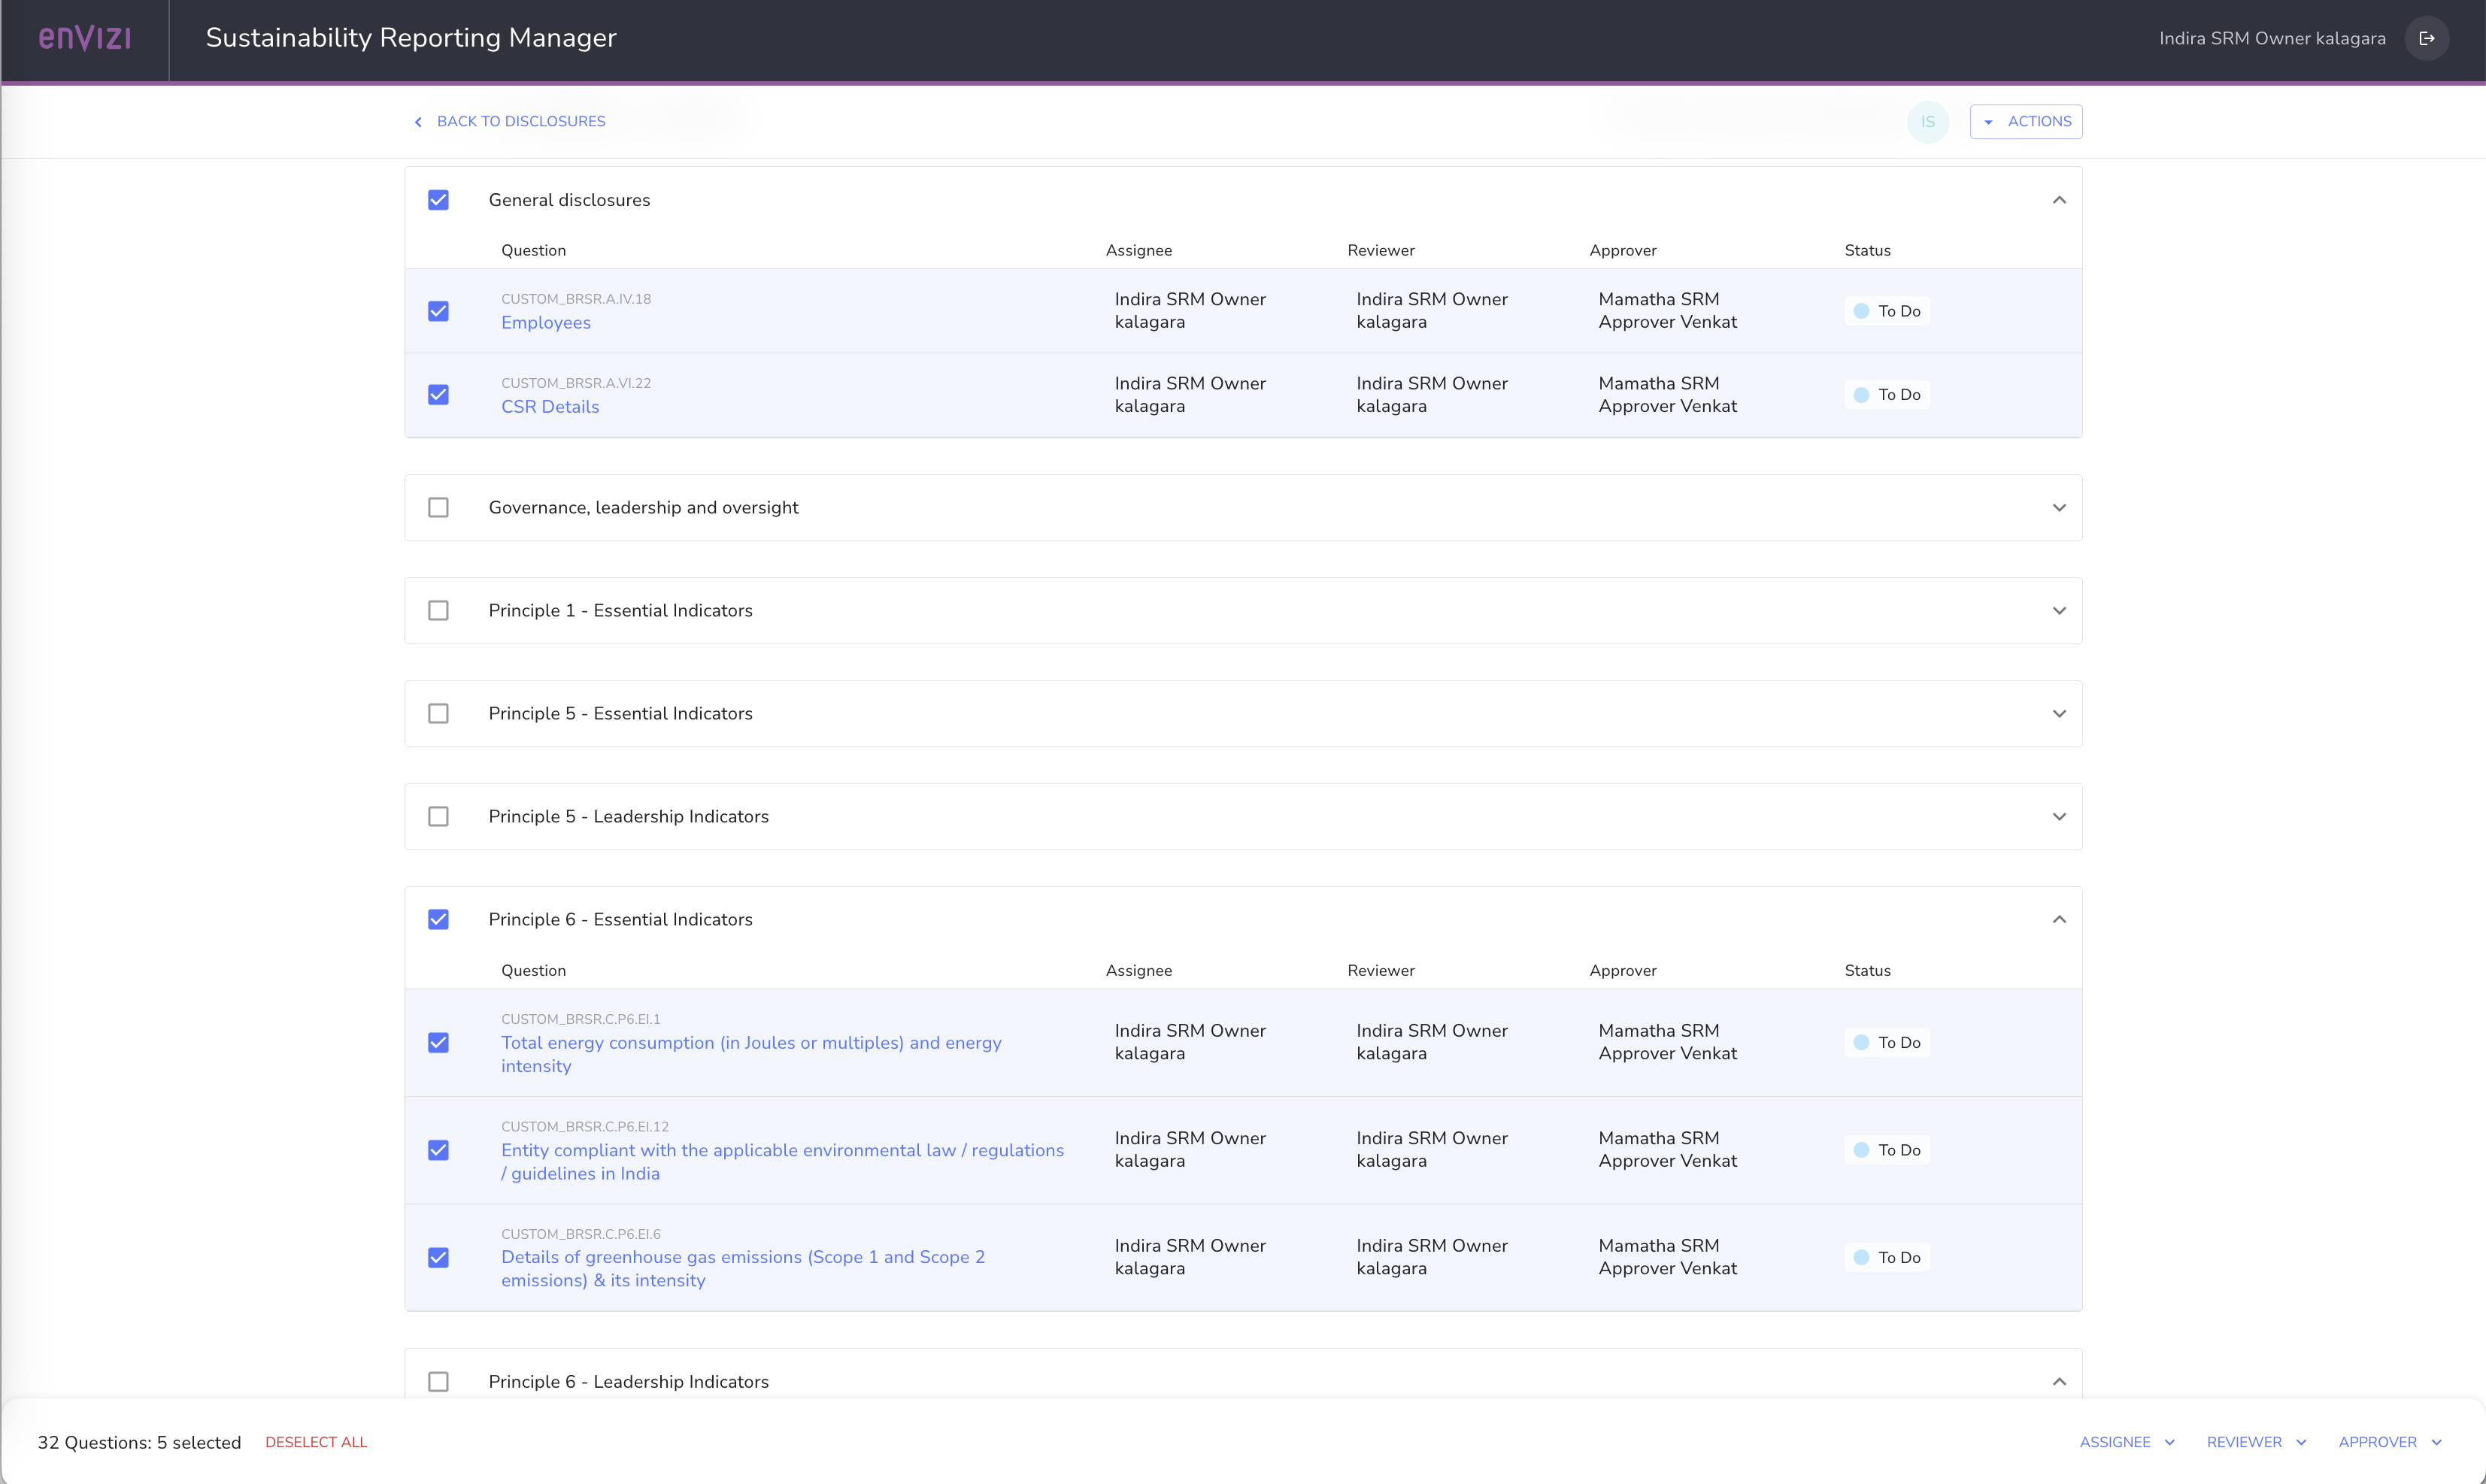 enVIZI
Sustainability Reporting Manager
Indira SRM Owner kalagara
BACK TO DISCLOSURES
IS
ACTIONS
General disclosures
Question Assignee Reviewer Approver Status
CUSTOM_BRSR.A.IV.18
Employees
Indira SRM Owner
kalagara
Indira SRM Owner
kalagara
Mamatha SRM
Approver Venkat
To Do
CUSTOM_BRSR.A.VI.22
CSR Details
Indira SRM Owner
kalagara
Indira SRM Owner
kalagara
Mamatha SRM
Approver Venkat
To Do
Governance, leadership and oversight
Principle 1 - Essential Indicators
Principle 5 - Essential Indicators
Principle 5 - Leadership Indicators
Principle 6 - Essential Indicators
Question Assignee Reviewer Approver Status
CUSTOM_BRSR.C.P6.EI.1
Total energy consumption (in Joules or multiples) and energy
intensity
Indira SRM Owner
kalagara
Indira SRM Owner
kalagara
Mamatha SRM
Approver Venkat
To Do
CUSTOM_BRSR.C.P6.EI.12
Entity compliant with the applicable environmental law / regulations
/ guidelines in India
Indira SRM Owner
kalagara
Indira SRM Owner
kalagara
Mamatha SRM
Approver Venkat
To Do
CUSTOM_BRSR.C.P6.EI.6
Details of greenhouse gas emissions (Scope 1 and Scope 2
emissions) & its intensity
Indira SRM Owner
kalagara
Indira SRM Owner
kalagara
Mamatha SRM
Approver Venkat
To Do
Principle 6 - Leadership Indicators
32 Questions: 5 selected
DESELECT ALL
ASSIGNEE
REVIEWER
APPROVER